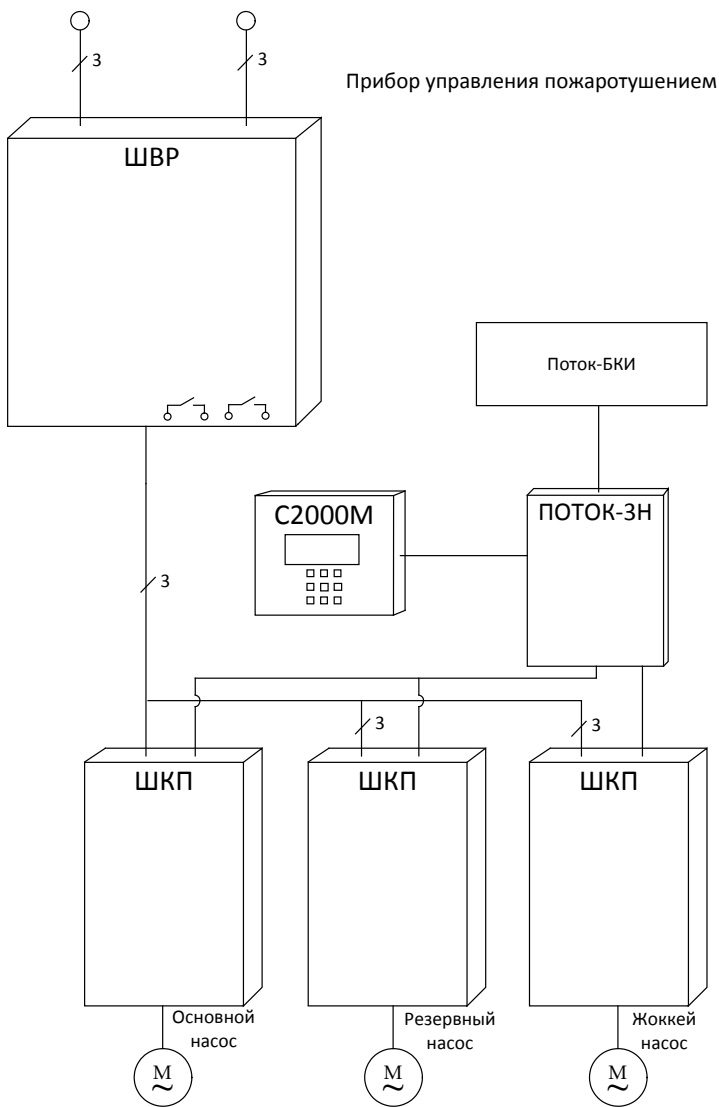 3
3
Прибор управления пожаротушением
ШВР
Поток-БКИ
С2000М
ПОТОК-3Н
3
3
3
ШКП
ШКП
ШКП
Основной
насос
Резервный
насос
Жоккей
насос
М
~
М
~
М
~